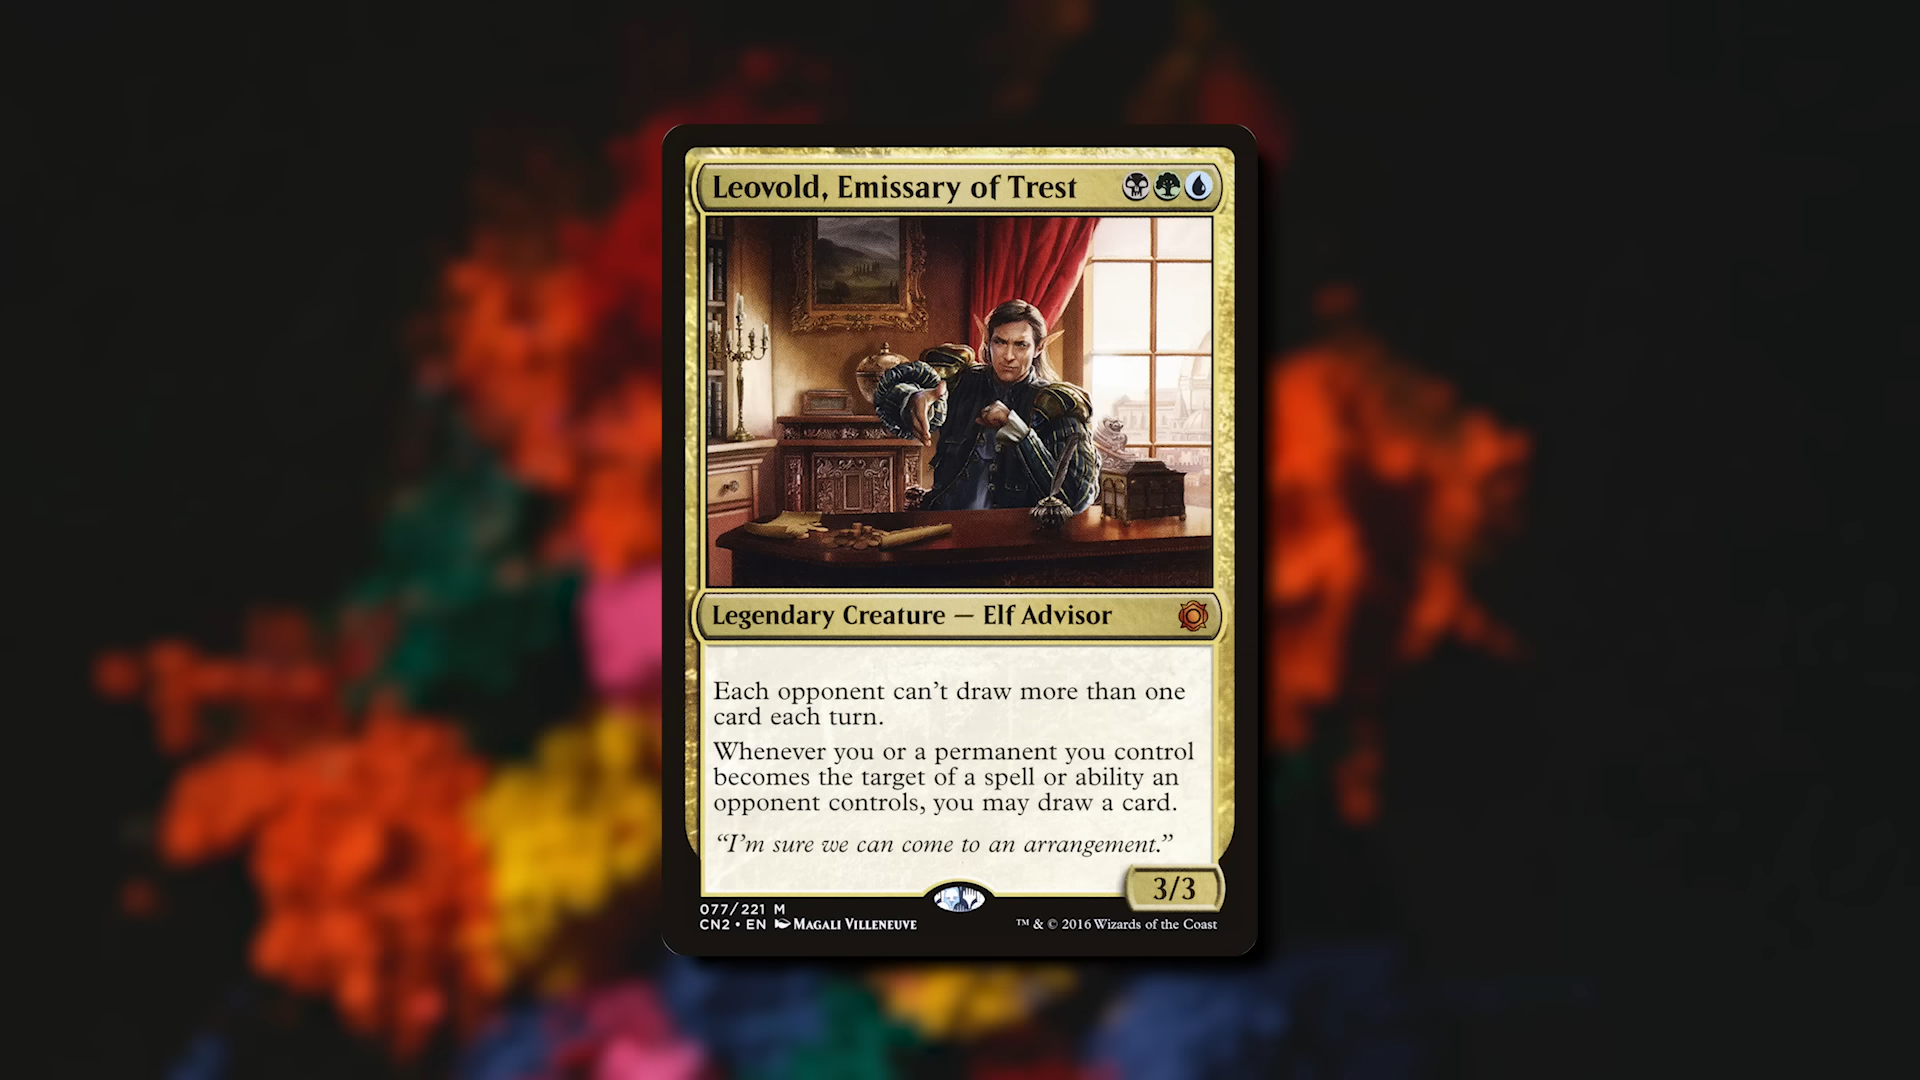 Leovold, Emissary of Trest
Legendary Creature — Elf Advisor
Each opponent can't draw more than one
card each turn.
Whenever you or a permanent you control
becomes the target of a spell or ability an
opponent controls, you may draw a card.
“I'm sure we can come to an arrangement.”
3/3
077/221 M
CN2 • EN Magali Villeneuve
™ & © 2016 Wizards of the Coast